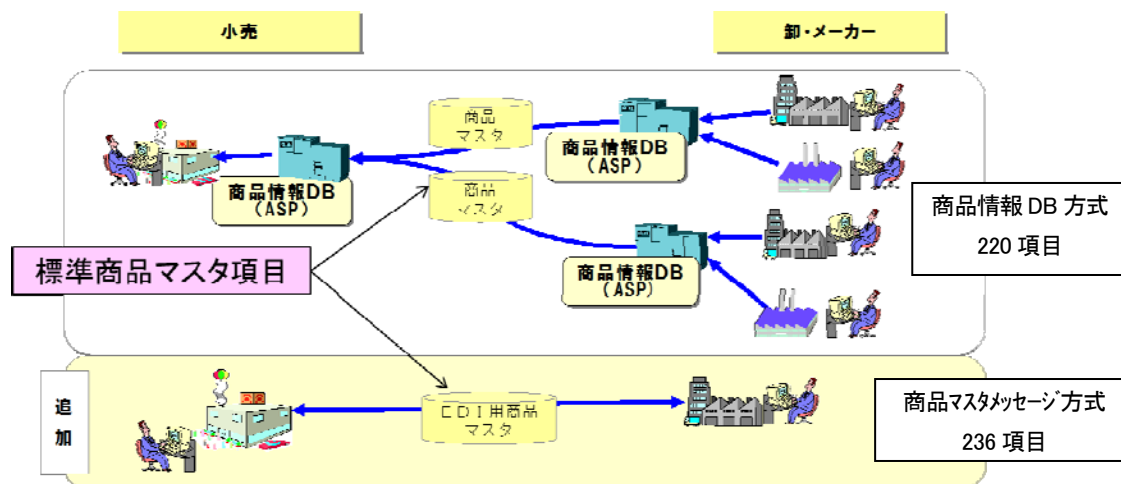 小売
卸・メーカー
商品
マスタ
商品情報DB
(ASP)
商品情報DB
(ASP)
商品
マスタ
商品情報DB
(ASP)
商品情報 DB 方式
220 項目
標準商品マスタ項目
追
加
EDI用商品
マスタ
商品マスタメッセージ方式
236 項目